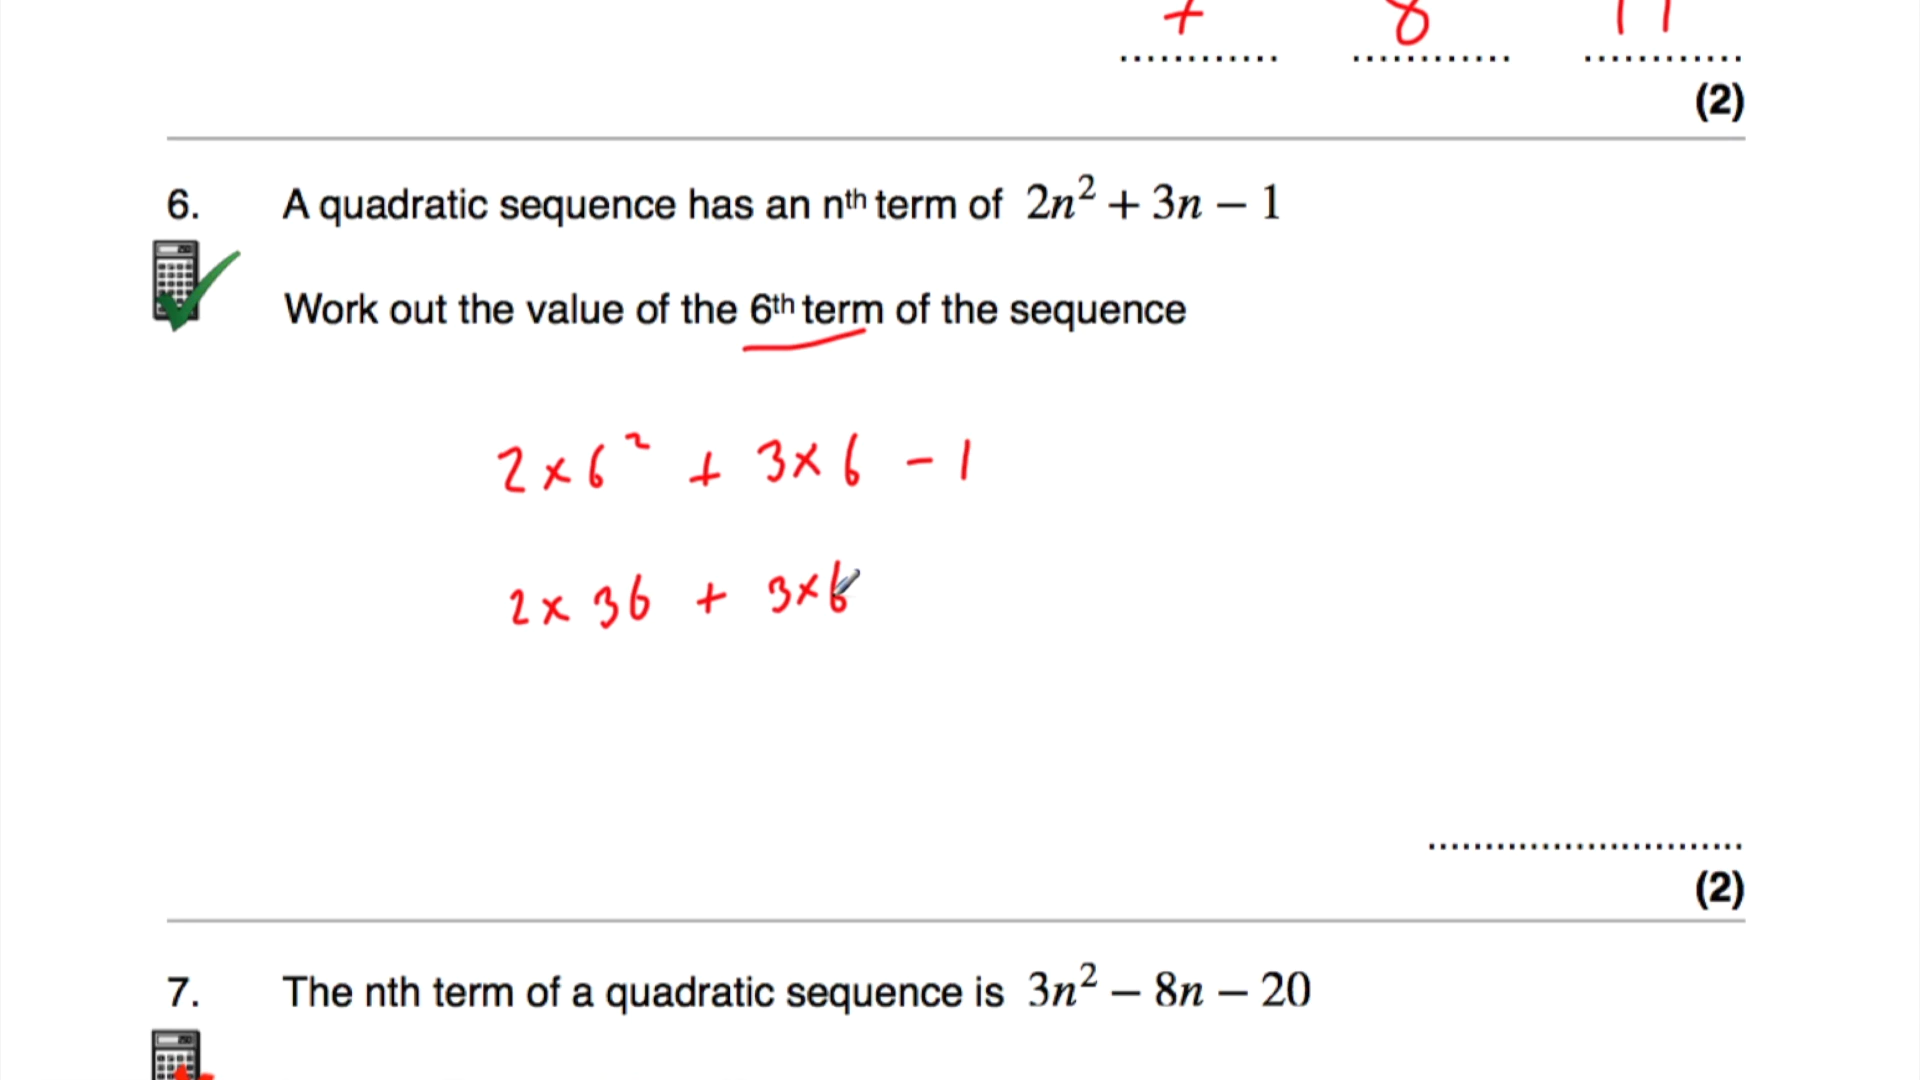 8 11
(2)
6. A quadratic sequence has an nth term of 2n² + 3n − 1
Work out the value of the 6th term of the sequence
2 × 6² + 3 × 6 − 1
2 × 36 + 3 × 6
(2)
7. The nth term of a quadratic sequence is 3n² − 8n − 20